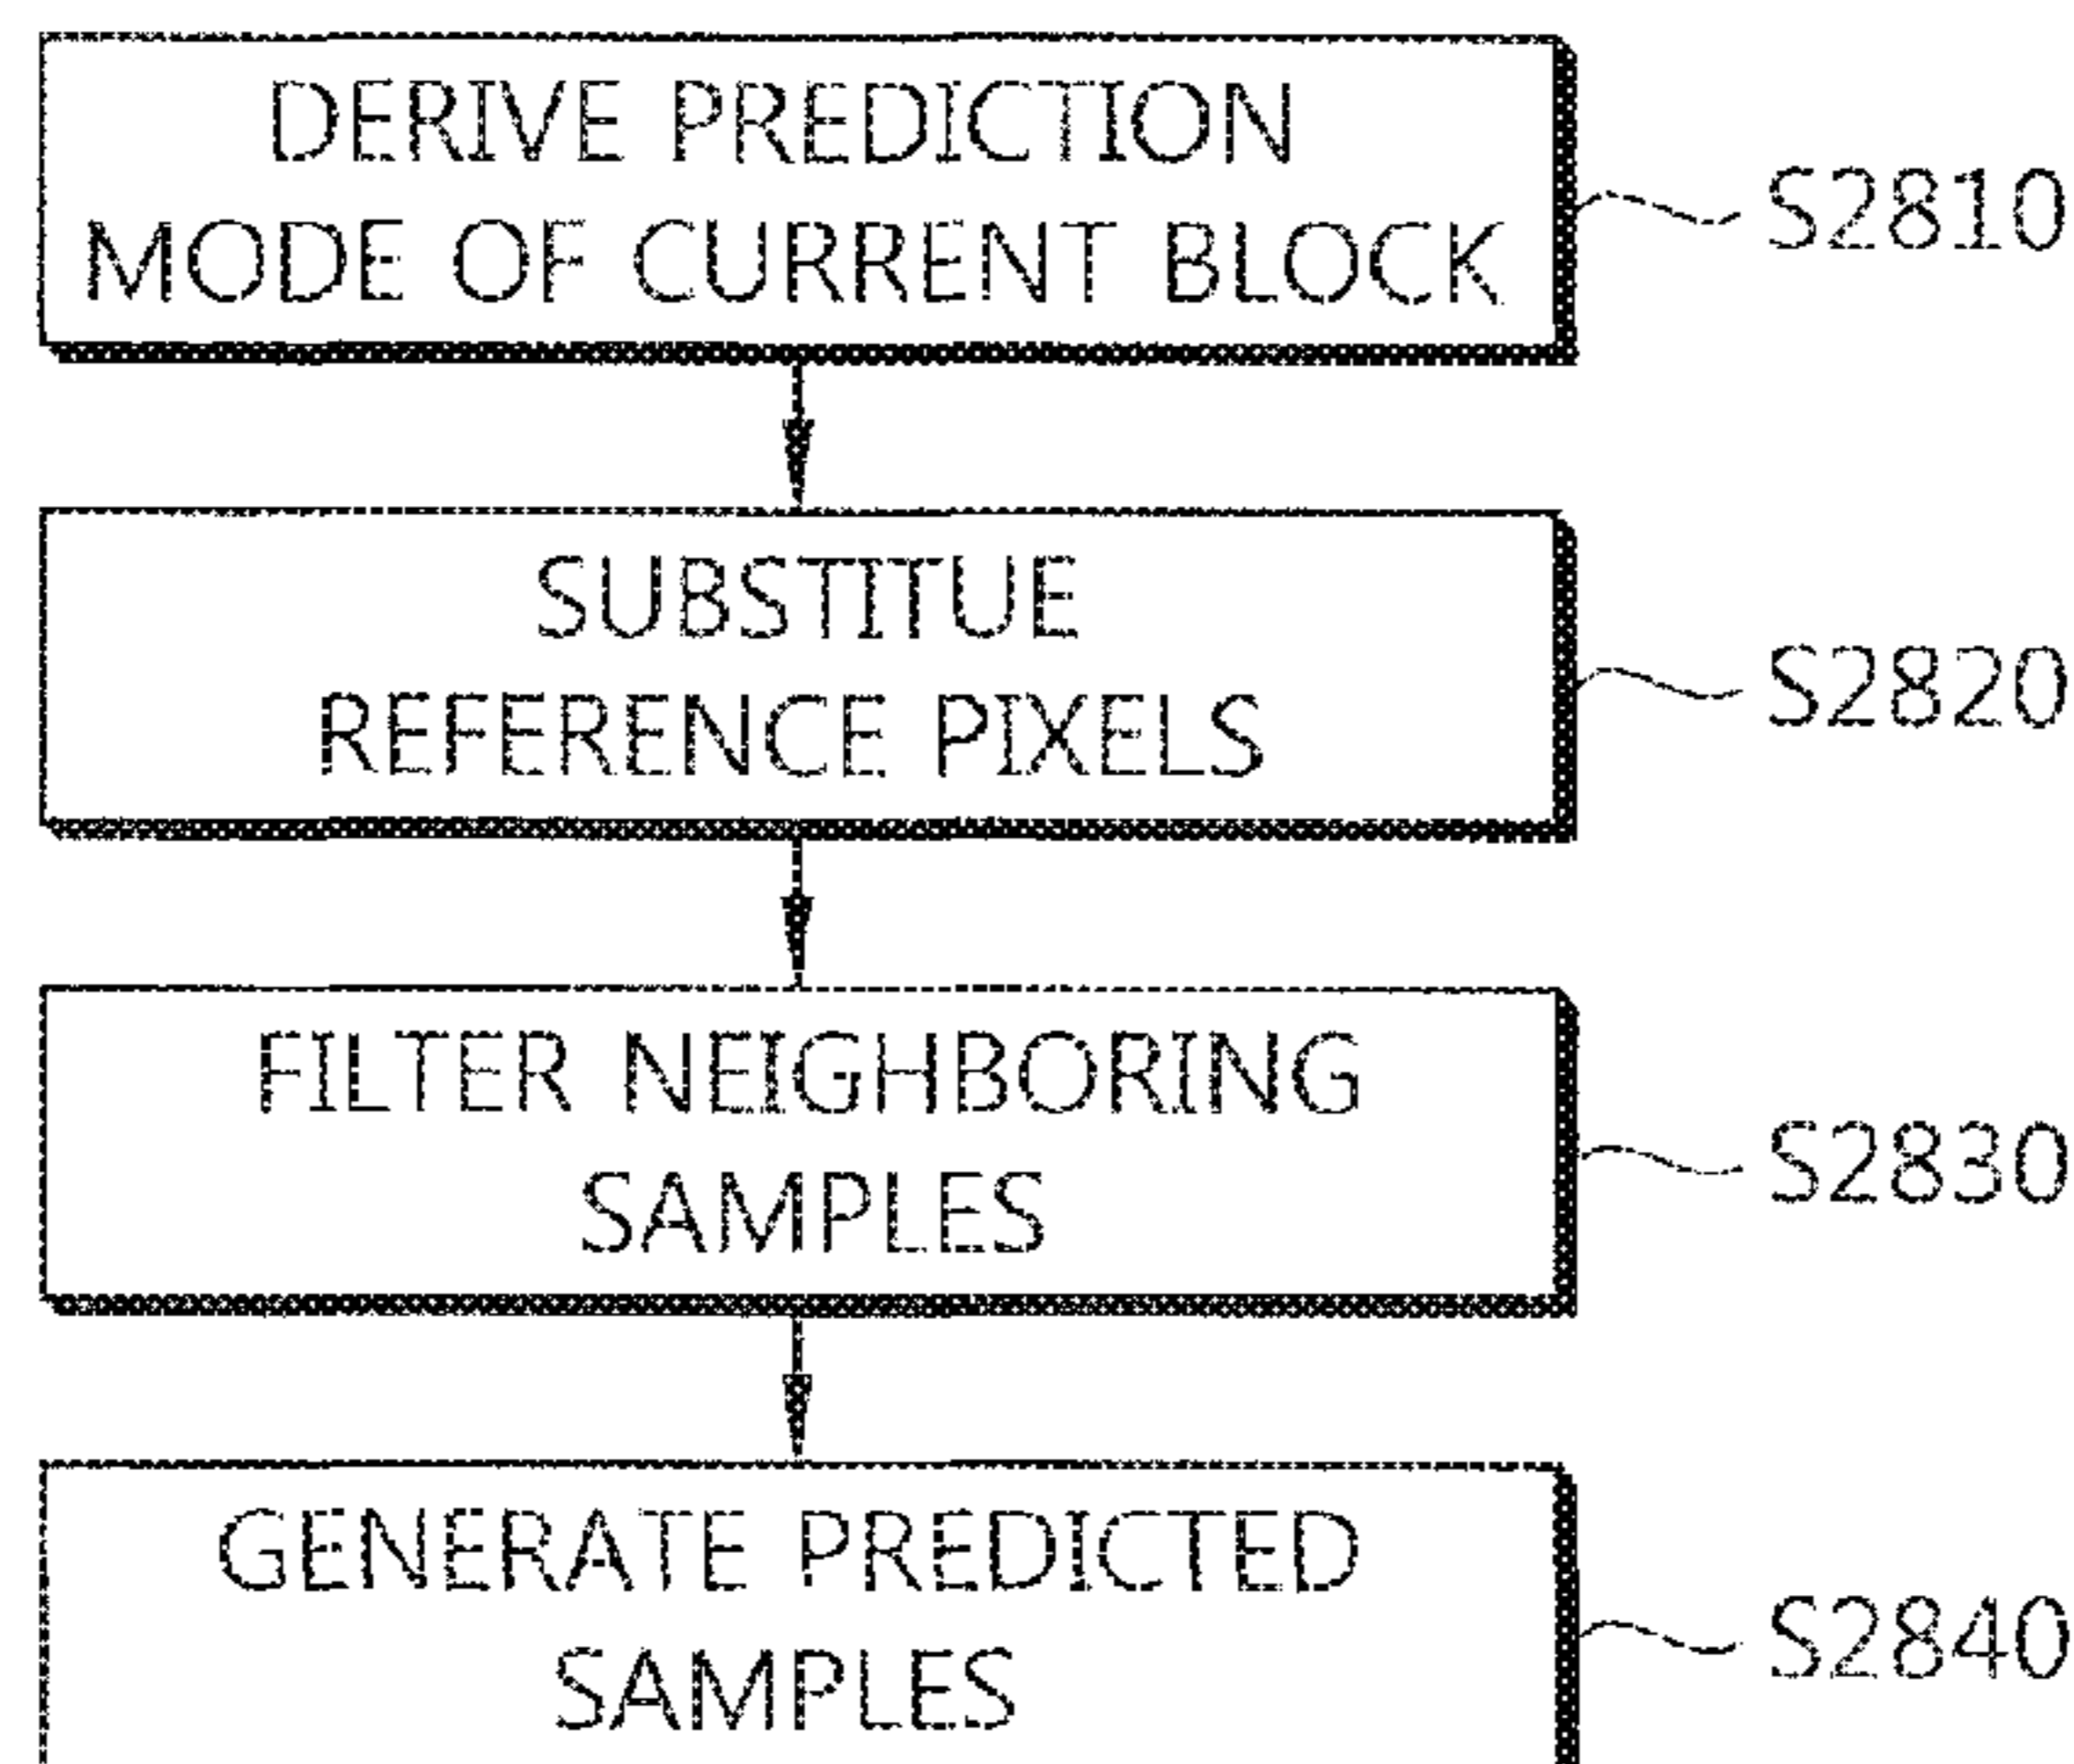 DERIVE PREDICTION
MODE OF CURRENT BLOCK
S2810
SUBSTITUE
REFERENCE PIXELS
S2820
FILTER NEIGHBORING
SAMPLES
S2830
GENERATE PREDICTED
SAMPLES
S2840